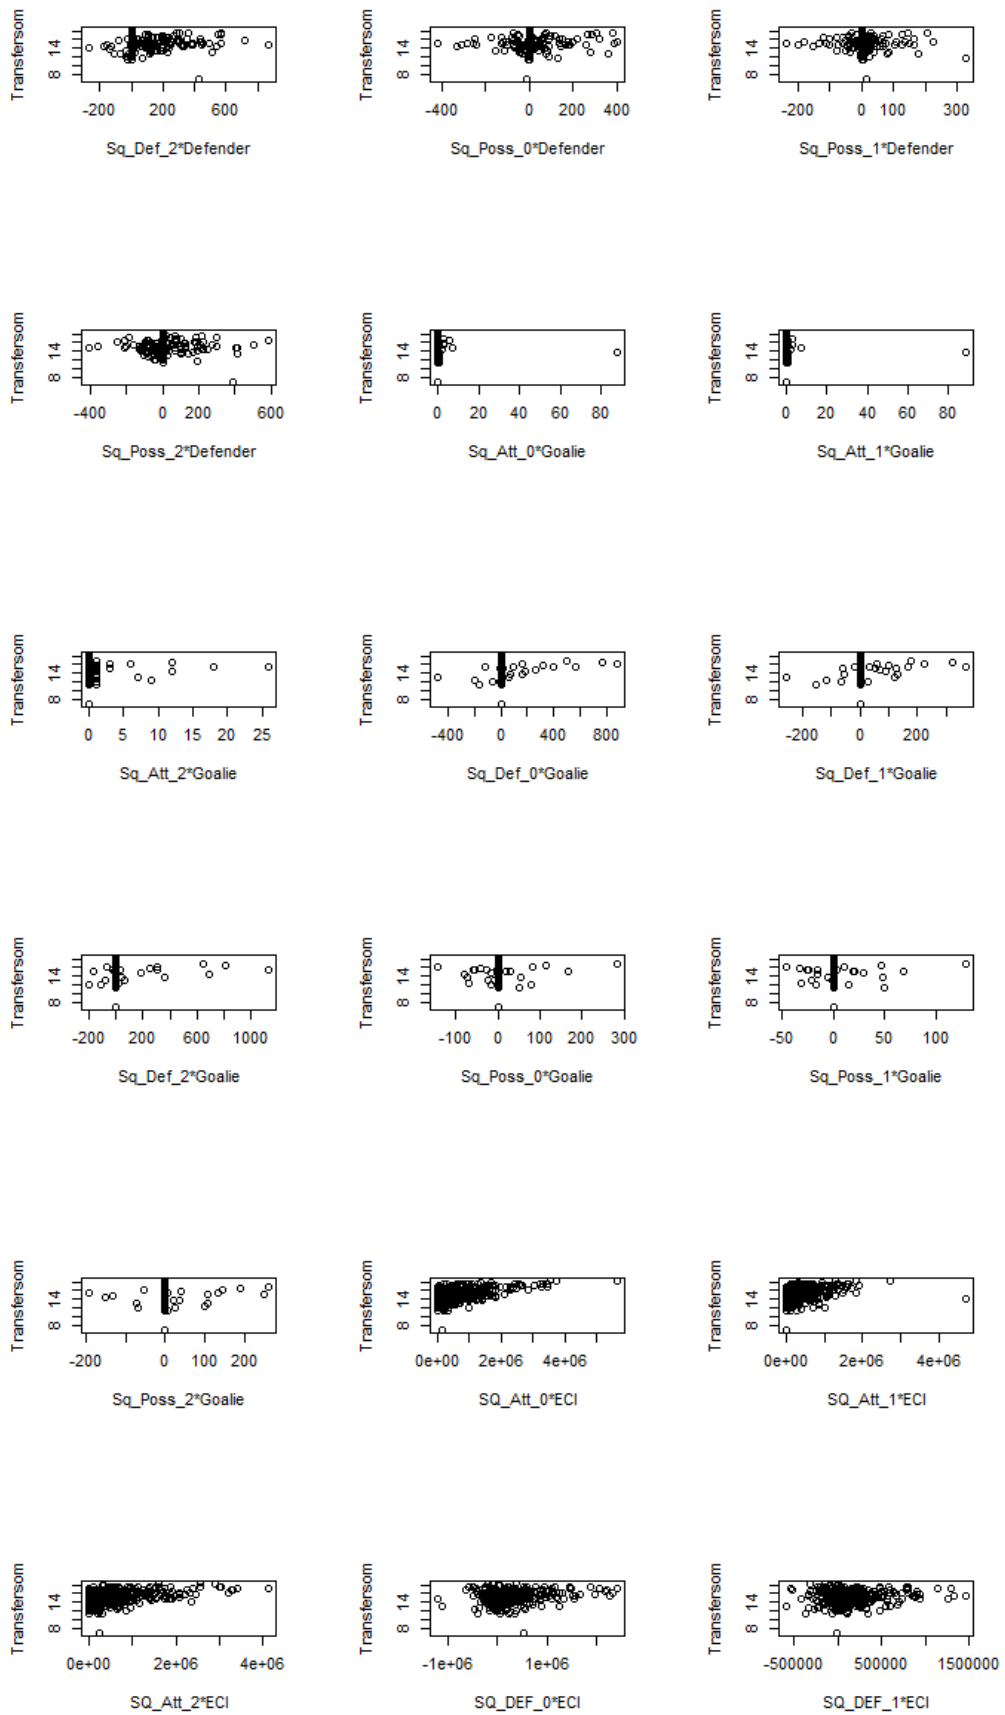 Transfersom 8 14 Transfersom 8 14 Transfersom 8 14
-200 200 600 -400 0 200 400 -200 0 100 300
Sq_Def_2*Defender Sq_Poss_0*Defender Sq_Poss_1*Defender
Transfersom 8 14 Transfersom 8 14 Transfersom 8 14
-400 0 200 600 0 20 40 60 80 0 20 40 60 80
Sq_Poss_2*Defender Sq_Att_0*Goalie Sq_Att_1*Goalie
Transfersom 8 14 Transfersom 8 14 Transfersom 8 14
0 5 10 15 20 25 -400 0 400 800 -200 0 200
Sq_Att_2*Goalie Sq_Def_0*Goalie Sq_Def_1*Goalie
Transfersom 8 14 Transfersom 8 14 Transfersom 8 14
-200 200 600 1000 -100 0 100 200 300 -50 0 50 100
Sq_Def_2*Goalie Sq_Poss_0*Goalie Sq_Poss_1*Goalie
Transfersom 8 14 Transfersom 8 14 Transfersom 8 14
-200 0 100 200 0e+00 2e+06 4e+06 0e+00 2e+06 4e+06
Sq_Poss_2*Goalie SQ_Att_0*ECI SQ_Att_1*ECI
Transfersom 8 14 Transfersom 8 14 Transfersom 8 14
0e+00 2e+06 4e+06 -1e+06 1e+06 -500000 500000 1500000
SQ_Att_2*ECI SQ_DEF_0*ECI SQ_DEF_1*ECI